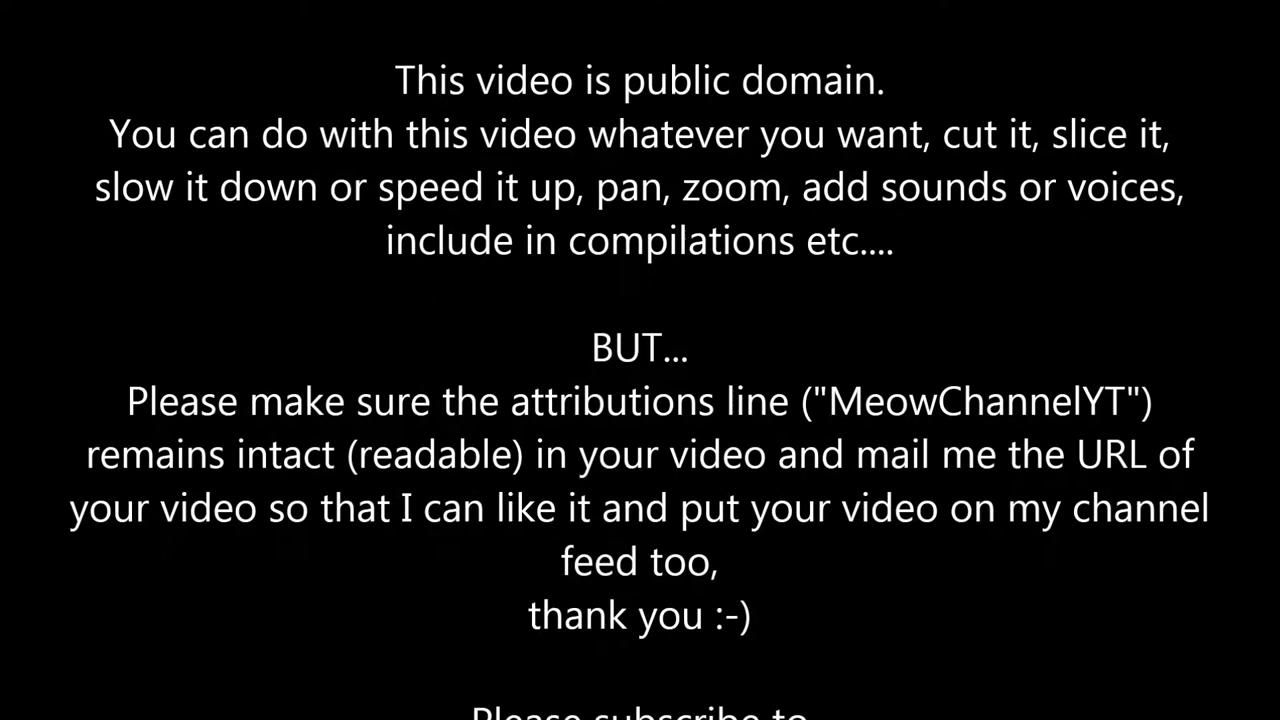 This video is public domain.
You can do with this video whatever you want, cut it, slice it,
slow it down or speed it up, pan, zoom, add sounds or voices,
include in compilations etc....
BUT...
Please make sure the attributions line ("MeowChannelYT")
remains intact (readable) in your video and mail me the URL of
your video so that I can like it and put your video on my channel
feed too,
thank you :-)
Please subscribe to